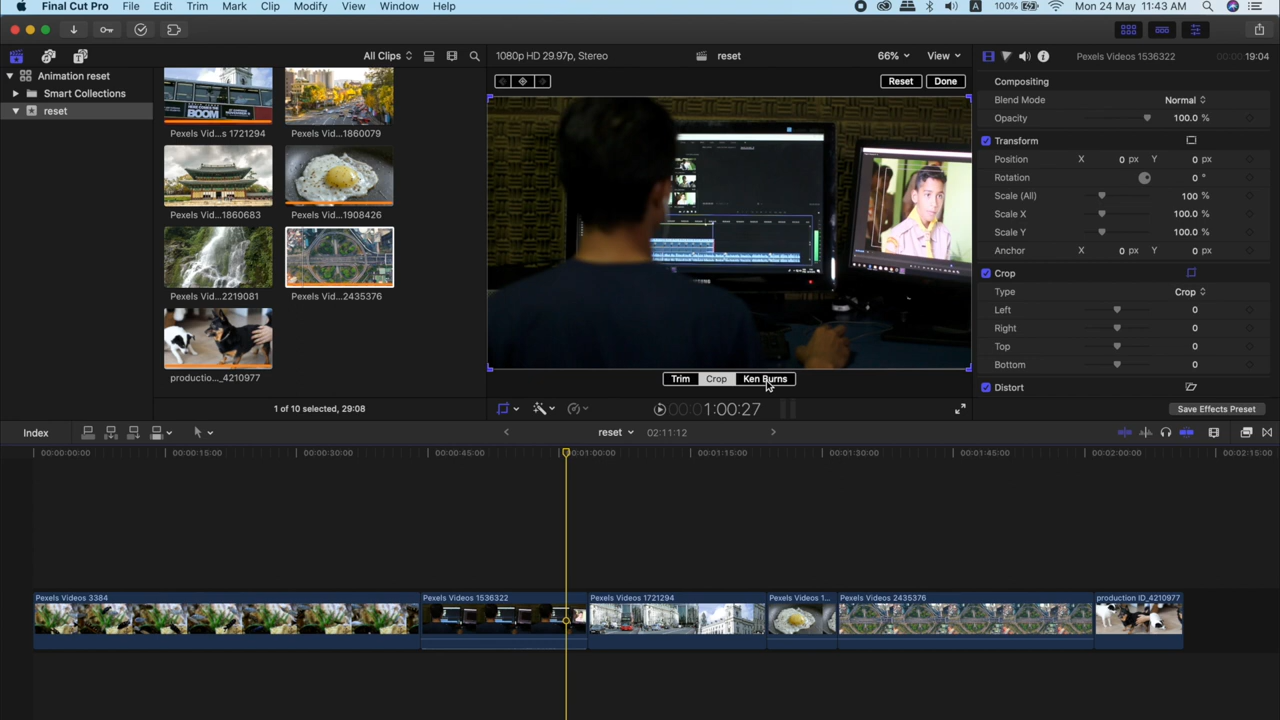 Final Cut Pro File Edit Trim Mark Clip Modify View Window Help A 100% Mon 24 May 11:43 AM
All Clips 1080p HD 29.97p, Stereo reset 66% View Pexels Videos 1536322 19:04
Animation reset
Smart Collections
reset
BOOM
Pexels Vid...s 1721294
Pexels Vid...1860079
Pexels Vid...1860683
Pexels Vid...1908426
Pexels Vid...2219081
Pexels Vid...2435376
productio..._4210977
1 of 10 selected, 29:08
Reset Done
SAMSUNG
Trim Crop Ken Burns
00:00:01:00:27
Compositing
Blend Mode Normal
Opacity 100.0 %
Transform
Position X 0 px Y 0 px
Rotation 0 °
Scale (All) 100 %
Scale X 100.0 %
Scale Y 100.0 %
Anchor X 0 px Y 0 px
Crop
Type Crop
Left 0
Right 0
Top 0
Bottom 0
Distort
Save Effects Preset
Index reset 02:11:12
00:00:00:00 00:00:15:00 00:00:30:00 00:00:45:00 00:01:00:00 00:01:15:00 00:01:30:00 00:01:45:00 00:02:00:00 00:02:15:00
Pexels Videos 3384 Pexels Videos 1536322 Pexels Videos 1721294 Pexels Videos 1... Pexels Videos 2435376 production ID_4210977